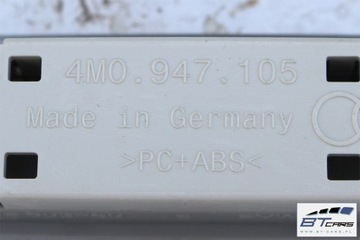 4M0.947.105
Made in Germany
>PC+ABS<
BTCARS